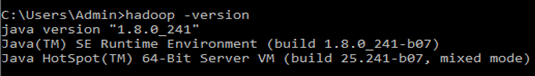 C:\Users\Admin>hadoop -version
java version "1.8.0_241"
Java(TM) SE Runtime Environment (build 1.8.0_241-b07)
Java HotSpot(TM) 64-Bit Server VM (build 25.241-b07, mixed mode)